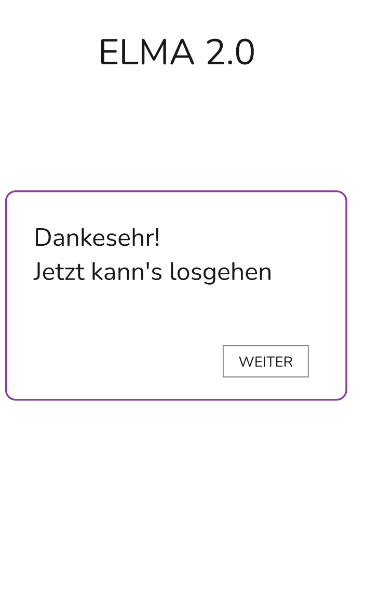 ELMA 2.0
Dankesehr!
Jetzt kann's losgehen
WEITER